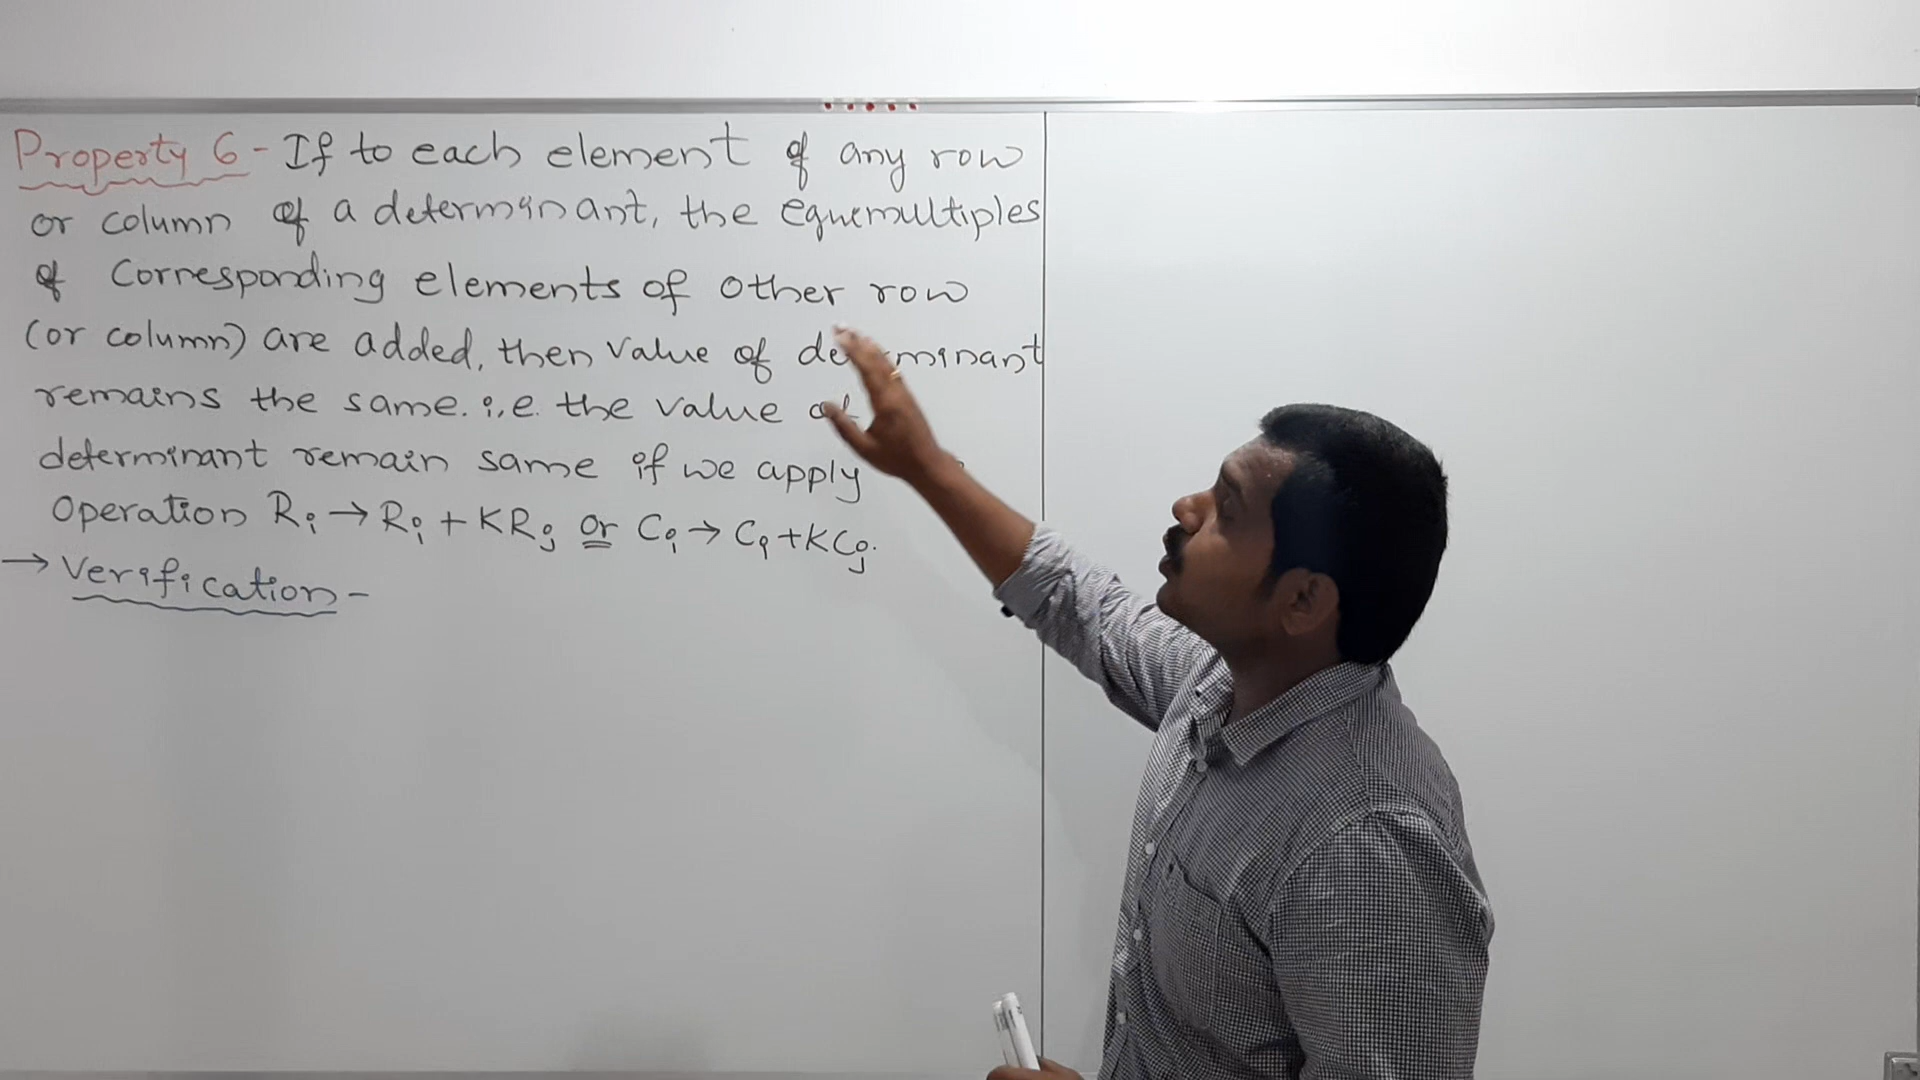 Property 6 - If to each element of any row
or column of a determinant, the equimultiples
of Corresponding elements of other row
(or column) are added, then value of determinant
remains the same. i.e. the value of
determinant remain same if we apply
Operation Ri → Ri + KRj or Ci → Ci + KCj.
→ Verification -